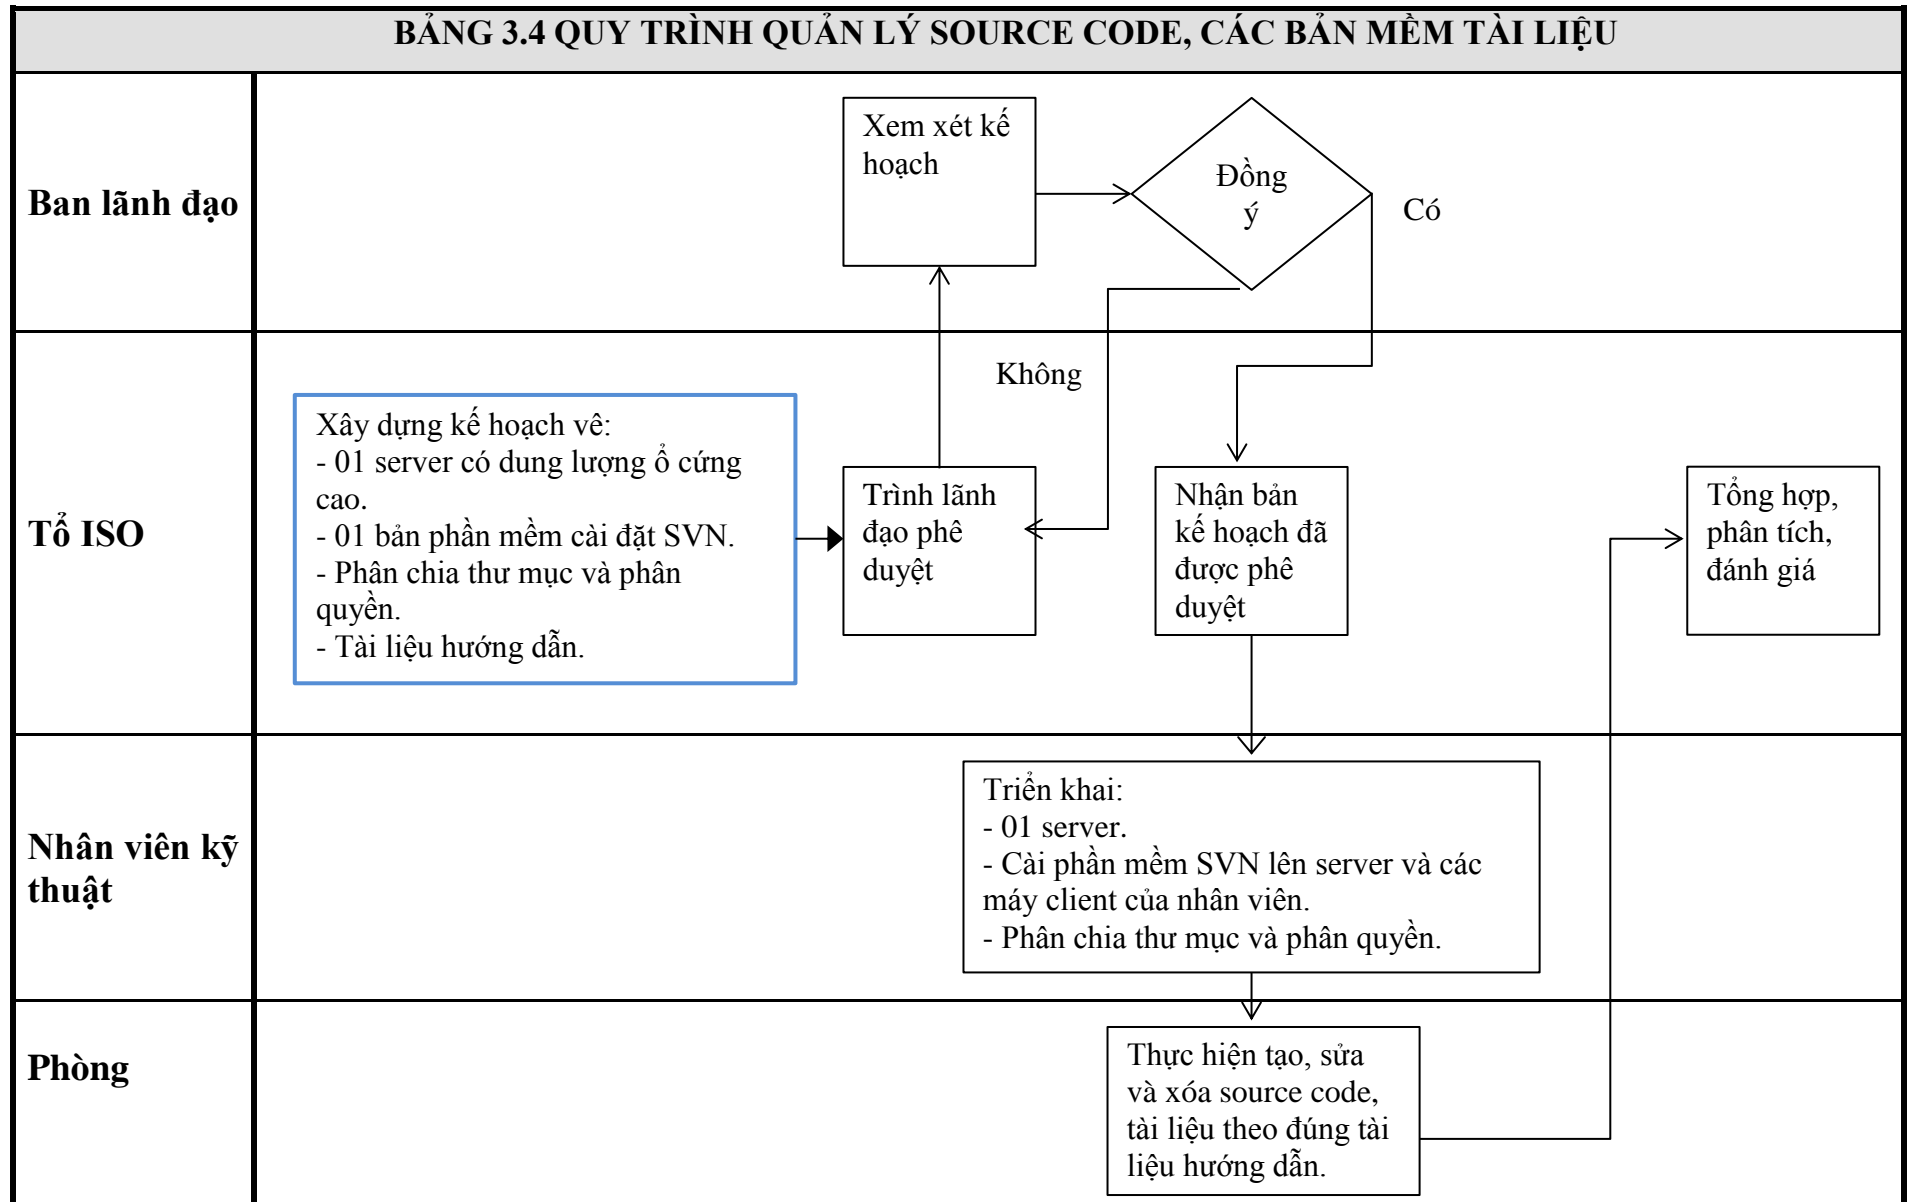 BẢNG 3.4 QUY TRÌNH QUẢN LÝ SOURCE CODE, CÁC BẢN MỀM TÀI LIỆU
Ban lãnh đạo
Xem xét kế
hoạch
Đồng
ý
Có
Tổ ISO
Không
Xây dựng kế hoạch vê:
- 01 server có dung lượng ổ cứng
cao.
- 01 bản phần mềm cài đặt SVN.
- Phân chia thư mục và phân
quyền.
- Tài liệu hướng dẫn.
Trình lãnh
đạo phê
duyệt
Nhận bản
kế hoạch đã
được phê
duyệt
Tổng hợp,
phân tích,
đánh giá
Nhân viên kỹ
thuật
Triển khai:
- 01 server.
- Cài phần mềm SVN lên server và các
máy client của nhân viên.
- Phân chia thư mục và phân quyền.
Phòng
Thực hiện tạo, sửa
và xóa source code,
tài liệu theo đúng tài
liệu hướng dẫn.